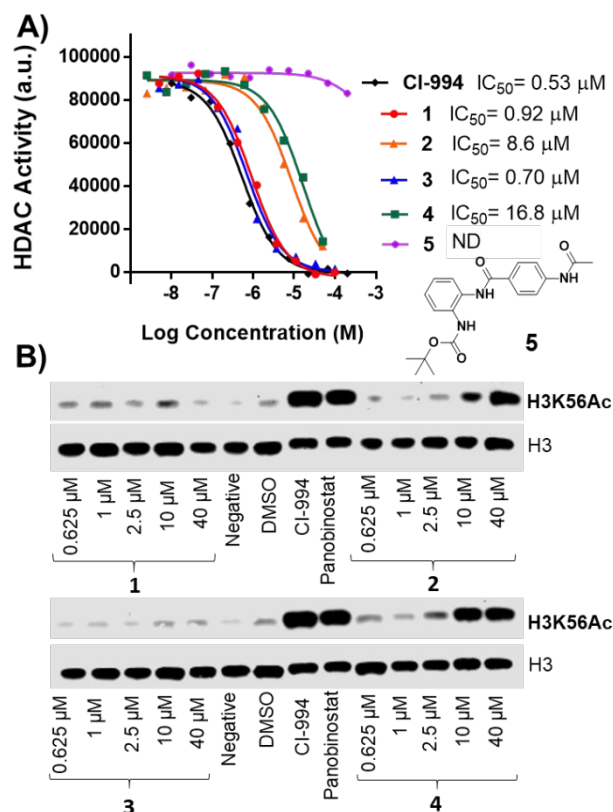 A)
HDAC Activity (a.u.)
100000
80000
60000
40000
20000
0
-9
-8
-7
-6
-5
-4
-3
Log Concentration (M)
CI-994 IC50= 0.53 µM
1 IC50= 0.92 µM
2 IC50= 8.6 µM
3 IC50= 0.70 µM
4 IC50= 16.8 µM
5 ND
O
O
NH
NH
NH
O
O
5
B)
H3K56Ac
H3
0.625 µM
1 µM
2.5 µM
10 µM
40 µM
Negative
DMSO
CI-994
Panobinostat
0.625 µM
1 µM
2.5 µM
10 µM
40 µM
1
2
H3K56Ac
H3
0.625 µM
1 µM
2.5 µM
10 µM
40 µM
Negative
DMSO
CI-994
Panobinostat
0.625 µM
1 µM
2.5 µM
10 µM
40 µM
3
4